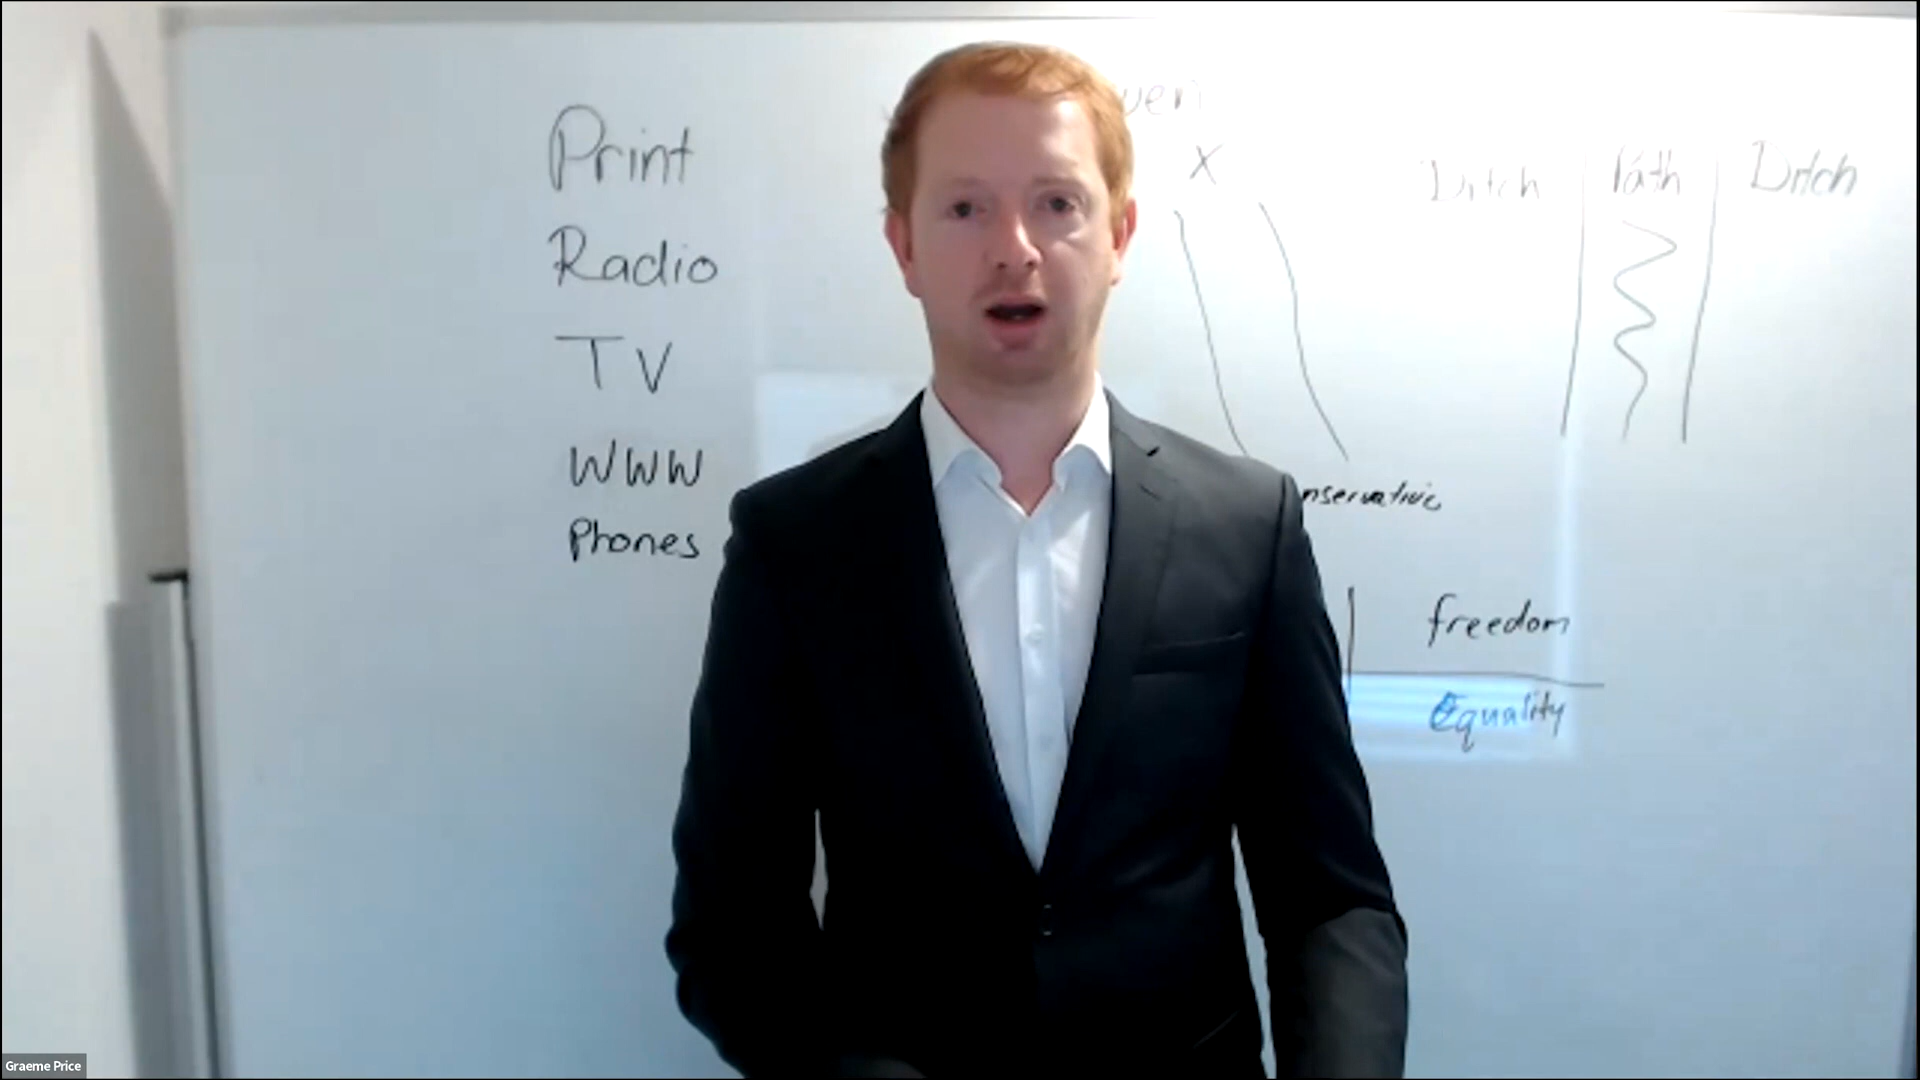 Print
Radio
TV
WWW
Phones
X
Ditch Path Ditch
nservative
freedom
Equality
Graeme Price